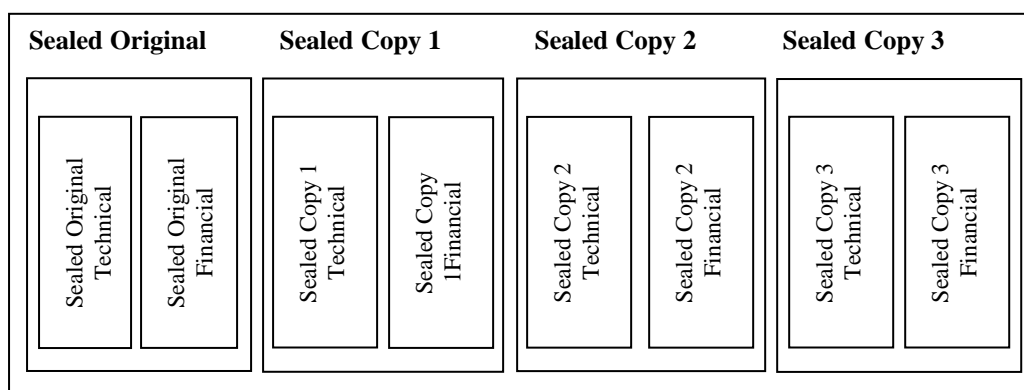 Sealed Original
Sealed Copy 1
Sealed Copy 2
Sealed Copy 3
Sealed Original
Technical
Sealed Original
Financial
Sealed Copy 1
Technical
Sealed Copy
1Financial
Sealed Copy 2
Technical
Sealed Copy 2
Financial
Sealed Copy 3
Technical
Sealed Copy 3
Financial